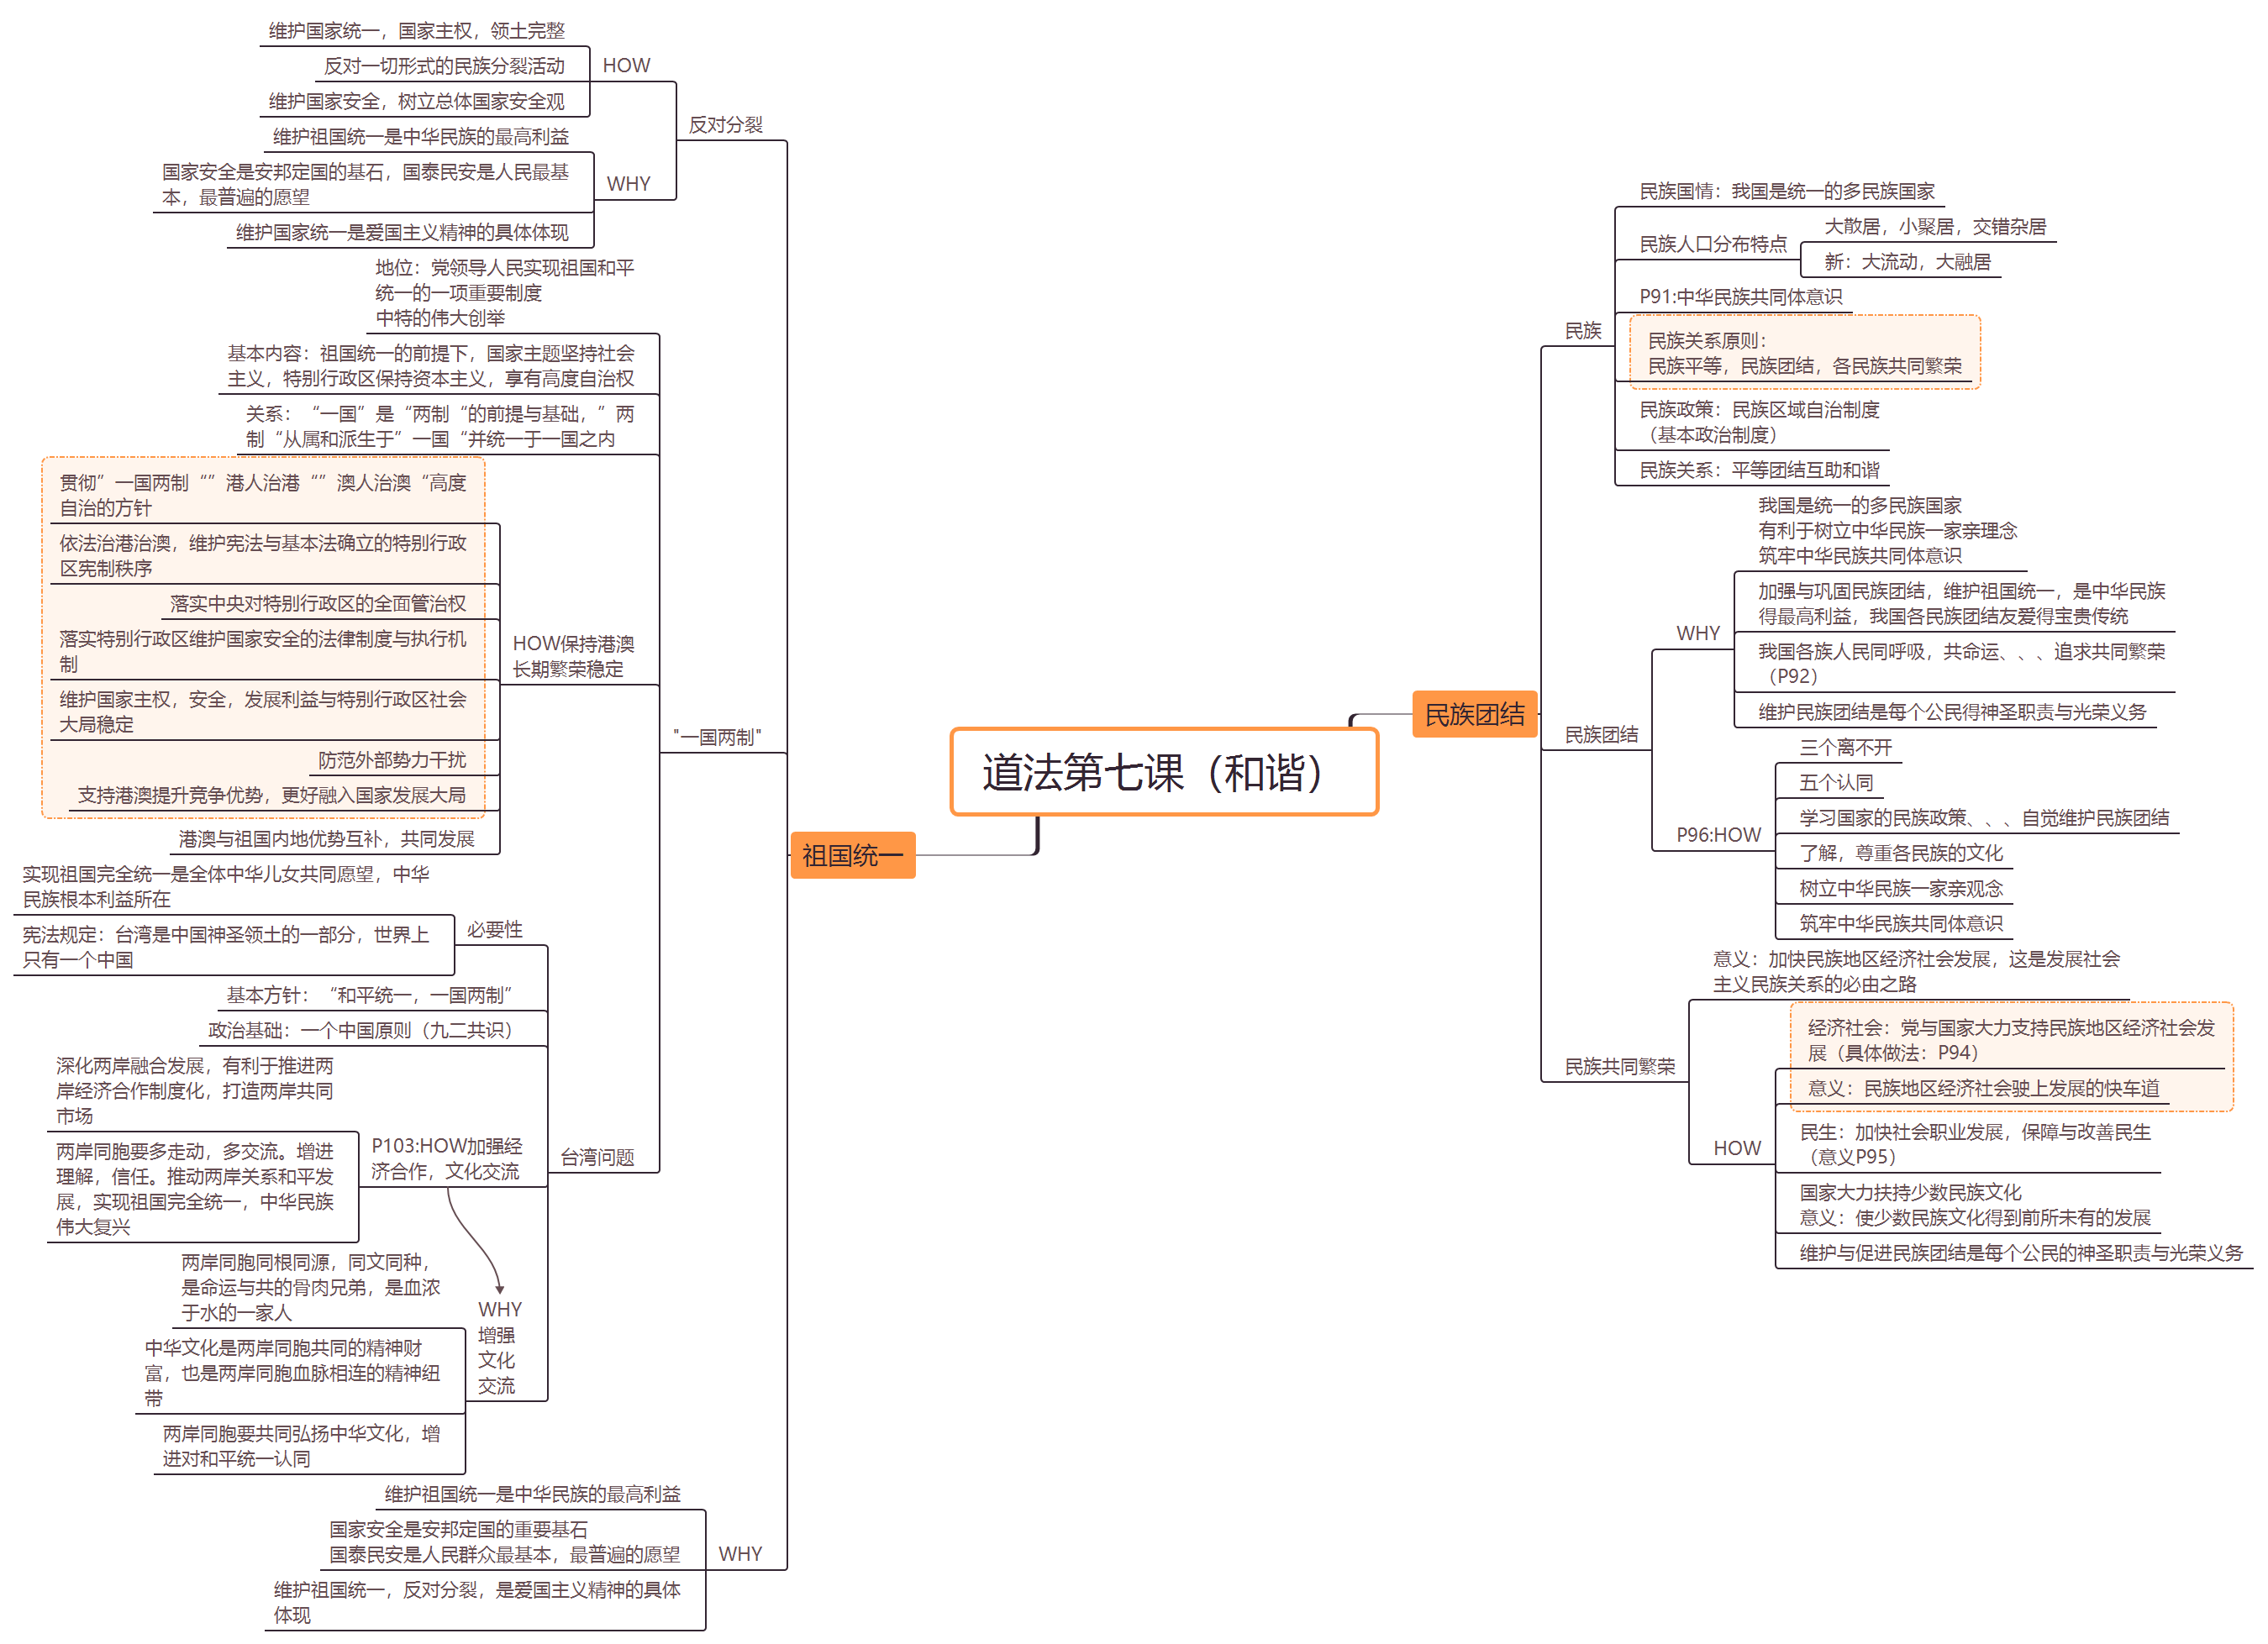 道法第七课（和谐）
民族团结
民族
民族国情：我国是统一的多民族国家
民族人口分布特点
大散居，小聚居，交错杂居
新：大流动，大融居
P91:中华民族共同体意识
民族关系原则：
民族平等，民族团结，各民族共同繁荣
民族政策：民族区域自治制度
（基本政治制度）
民族关系：平等团结互助和谐
民族团结
WHY
我国是统一的多民族国家
有利于树立中华民族一家亲理念
筑牢中华民族共同体意识
加强与巩固民族团结，维护祖国统一，是中华民族
得最高利益，我国各民族团结友爱得宝贵传统
我国各族人民同呼吸，共命运、、、追求共同繁荣
（P92）
维护民族团结是每个公民得神圣职责与光荣义务
P96:HOW
三个离不开
五个认同
学习国家的民族政策、、、自觉维护民族团结
了解，尊重各民族的文化
树立中华民族一家亲观念
筑牢中华民族共同体意识
民族共同繁荣
意义：加快民族地区经济社会发展，这是发展社会
主义民族关系的必由之路
HOW
经济社会：党与国家大力支持民族地区经济社会发
展（具体做法：P94）
意义：民族地区经济社会驶上发展的快车道
民生：加快社会职业发展，保障与改善民生
（意义P95）
国家大力扶持少数民族文化
意义：使少数民族文化得到前所未有的发展
维护与促进民族团结是每个公民的神圣职责与光荣义务
祖国统一
反对分裂
HOW
维护国家统一，国家主权，领土完整
反对一切形式的民族分裂活动
维护国家安全，树立总体国家安全观
WHY
维护祖国统一是中华民族的最高利益
国家安全是安邦定国的基石，国泰民安是人民最基
本，最普遍的愿望
维护国家统一是爱国主义精神的具体体现
"一国两制"
地位：党领导人民实现祖国和平
统一的一项重要制度
中特的伟大创举
基本内容：祖国统一的前提下，国家主题坚持社会
主义，特别行政区保持资本主义，享有高度自治权
关系：“一国”是“两制“的前提与基础，”两
制“从属和派生于”一国“并统一于一国之内
HOW保持港澳
长期繁荣稳定
贯彻”一国两制“”港人治港“”澳人治澳“高度
自治的方针
依法治港治澳，维护宪法与基本法确立的特别行政
区宪制秩序
落实中央对特别行政区的全面管治权
落实特别行政区维护国家安全的法律制度与执行机
制
维护国家主权，安全，发展利益与特别行政区社会
大局稳定
防范外部势力干扰
支持港澳提升竞争优势，更好融入国家发展大局
港澳与祖国内地优势互补，共同发展
台湾问题
必要性
实现祖国完全统一是全体中华儿女共同愿望，中华
民族根本利益所在
宪法规定：台湾是中国神圣领土的一部分，世界上
只有一个中国
基本方针：“和平统一，一国两制”
政治基础：一个中国原则（九二共识）
P103:HOW加强经
济合作，文化交流
深化两岸融合发展，有利于推进两
岸经济合作制度化，打造两岸共同
市场
两岸同胞要多走动，多交流。增进
理解，信任。推动两岸关系和平发
展，实现祖国完全统一，中华民族
伟大复兴
WHY
增强
文化
交流
两岸同胞同根同源，同文同种，
是命运与共的骨肉兄弟，是血浓
于水的一家人
中华文化是两岸同胞共同的精神财
富，也是两岸同胞血脉相连的精神纽
带
两岸同胞要共同弘扬中华文化，增
进对和平统一认同
WHY
维护祖国统一是中华民族的最高利益
国家安全是安邦定国的重要基石
国泰民安是人民群众最基本，最普遍的愿望
维护祖国统一，反对分裂，是爱国主义精神的具体
体现